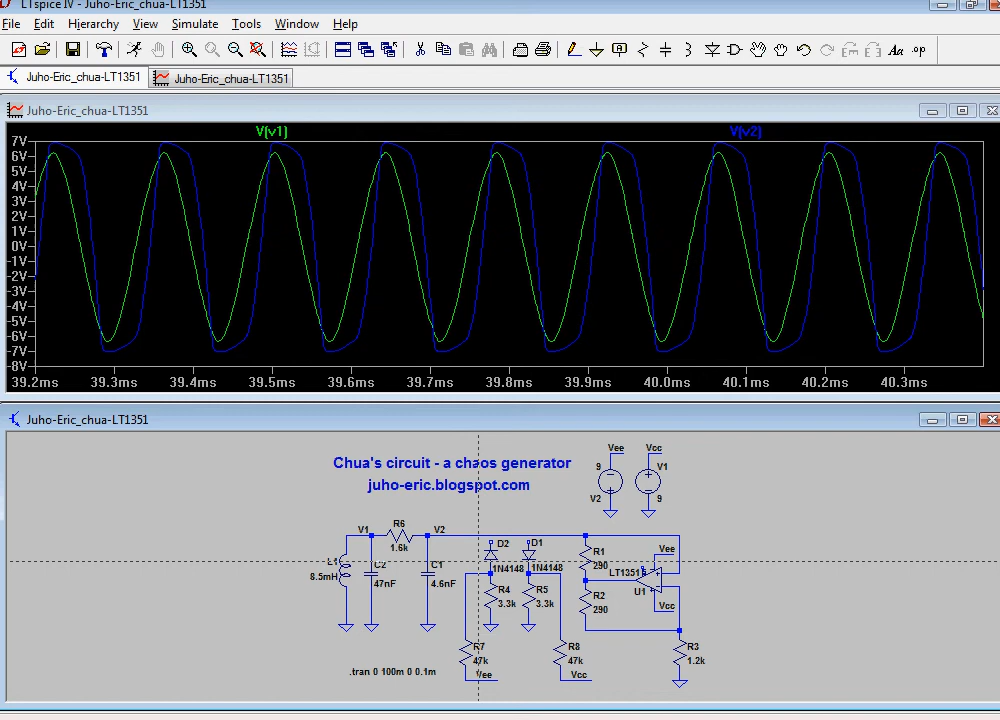 LTspice IV - Juho-Eric_chua-LT1351
File Edit Hierarchy View Simulate Tools Window Help
Aa .op
Juho-Eric_chua-LT1351 Juho-Eric_chua-LT1351
Juho-Eric_chua-LT1351
V(v1) V(v2)
7V
6V
5V
4V
3V
2V
1V
0V
-1V
-2V
-3V
-4V
-5V
-6V
-7V
-8V
39.2ms 39.3ms 39.4ms 39.5ms 39.6ms 39.7ms 39.8ms 39.9ms 40.0ms 40.1ms 40.2ms 40.3ms
Juho-Eric_chua-LT1351
Chua's circuit - a chaos generator
juho-eric.blogspot.com
Vee Vcc
9 V1
V2 9
V1 R6 V2
1.6k
L1 C2 C1 D2 D1 R1 Vee
8.5mH 47nF 4.6nF 1N4148 1N4148 290 LT1351
U1
R4 R5 R2 Vcc
3.3k 3.3k 290
R7 R8 R3
47k 47k 1.2k
.tran 0 100m 0 0.1m Vee Vcc